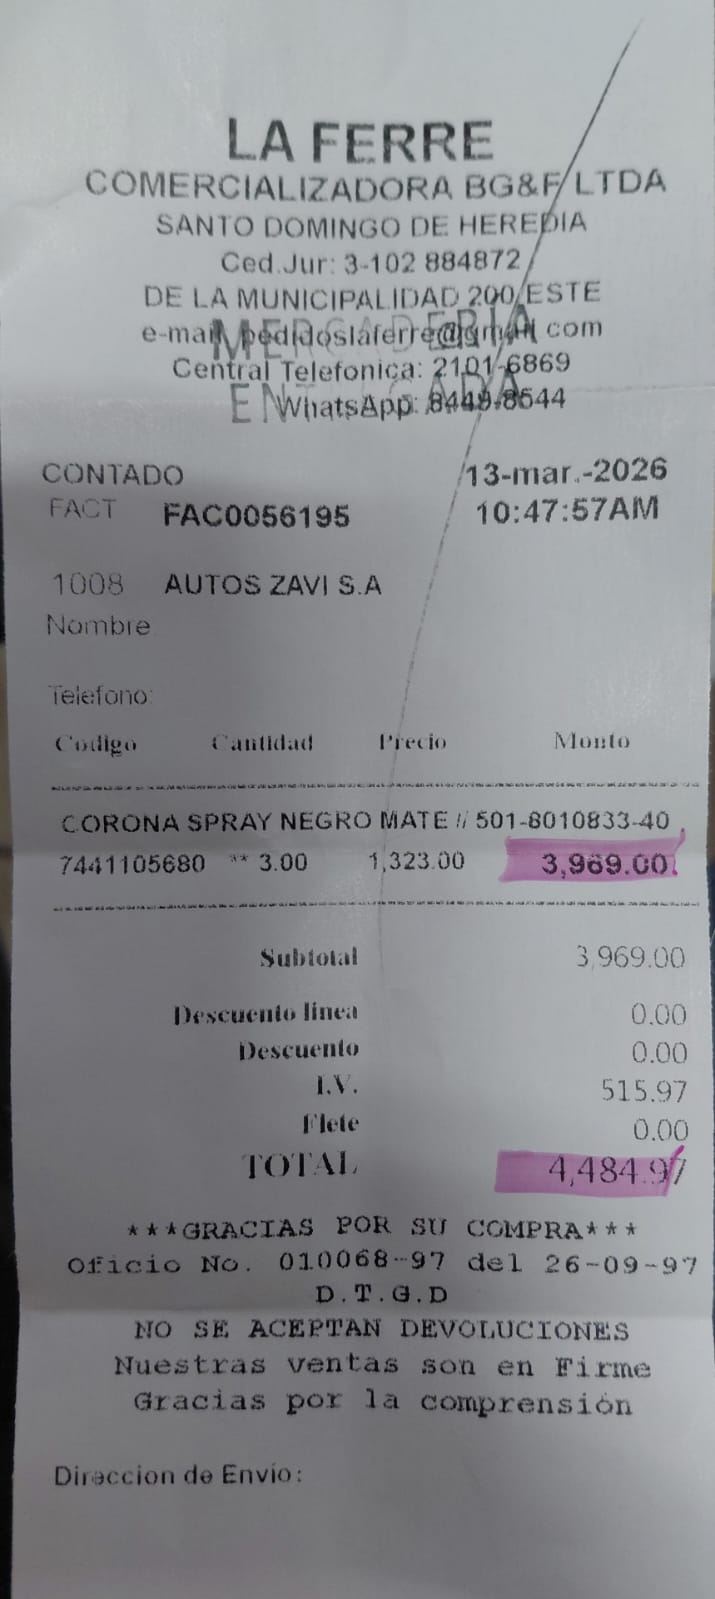 LA FERRE
COMERCIALIZADORA BG&F LTDA
SANTO DOMINGO DE HEREDIA
Ced.Jur: 3-102 884872
DE LA MUNICIPALIDAD 200 ESTE
MERCADERIA
e-mail pedidoslaferre@gmail com
Central Telefonica: 2101-6869
WhatsApp: 8449-8544
CONTADO 13-mar.-2026
FACT FAC0056195 10:47:57AM
1008 AUTOS ZAVI S.A
Nombre
Telefono:
Codigo Cantidad Precio Monto
CORONA SPRAY NEGRO MATE // 501-8010833-40
7441105680 ** 3.00 1,323.00 3,969.00
Subtotal 3,969.00
Descuento linea 0.00
Descuento 0.00
I.V. 515.97
Flete 0.00
TOTAL 4,484.97
***GRACIAS POR SU COMPRA***
Oficio No. 010068-97 del 26-09-97
D.T.G.D
NO SE ACEPTAN DEVOLUCIONES
Nuestras ventas son en Firme
Gracias por la comprensión
Direccion de Envio: